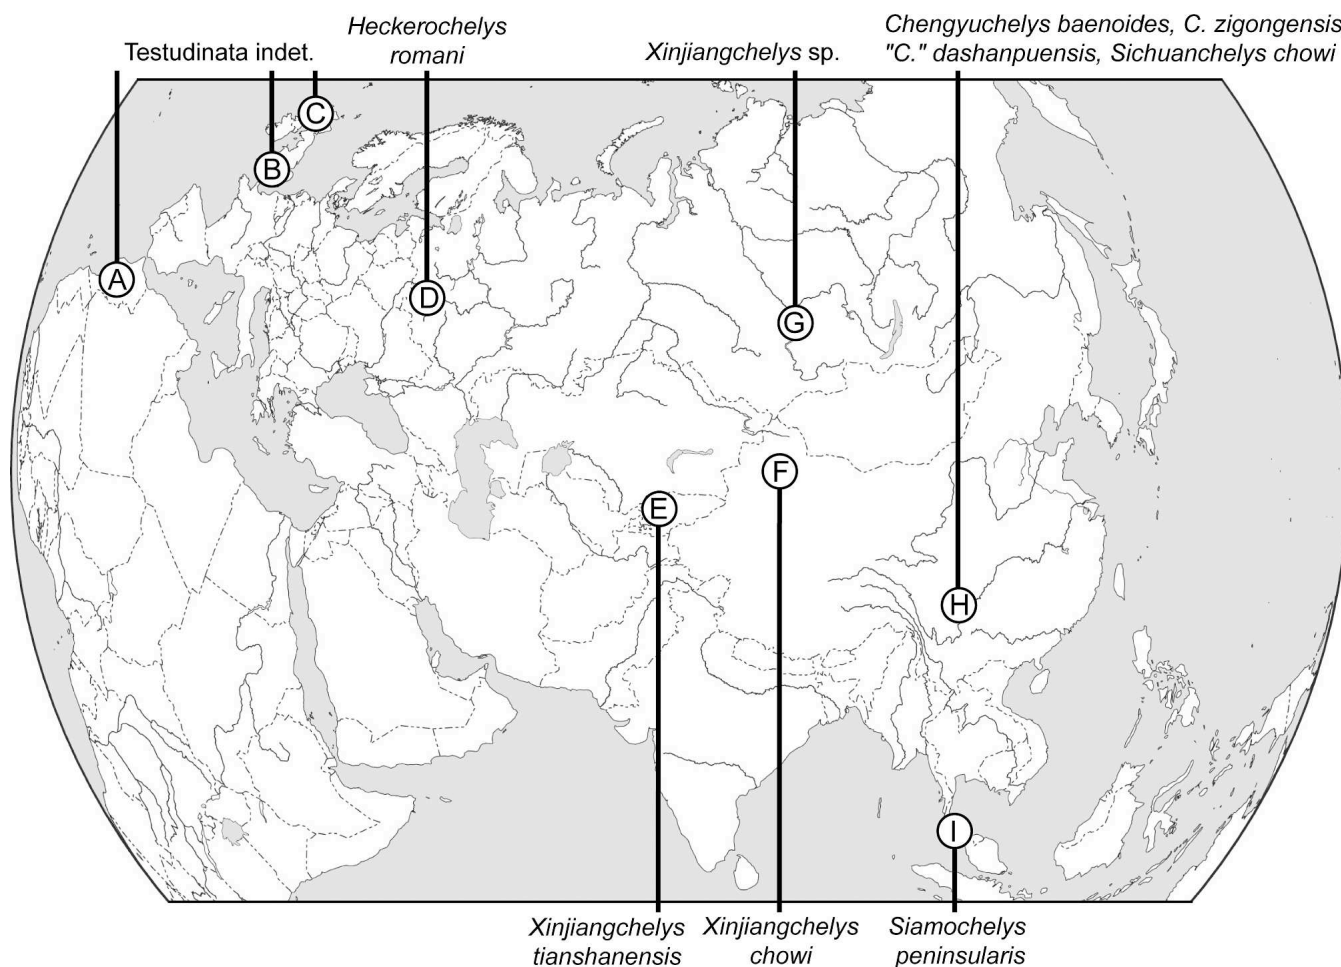 Heckerochelys
romani
Testudinata indet.
Xinjiangchelys sp.
Chengyuchelys baenoides, C. zigongensis
"C." dashanpuensis, Sichuanchelys chowi
C
B
A
D
G
F
E
H
I
Xinjiangchelys
tianshanensis
Xinjiangchelys
chowi
Siamochelys
peninsularis